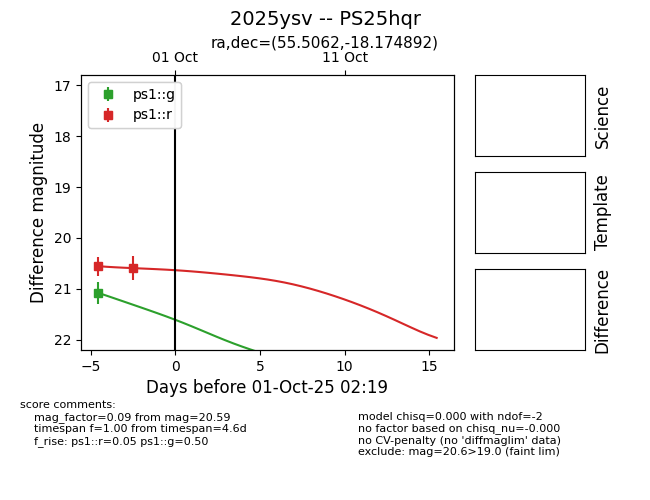 2025ysv -- PS25hqr
ra,dec=(55.5062,-18.174892)
01 Oct
11 Oct
ps1::g
ps1::r
17
18
19
20
21
22
Difference magnitude
−5
0
5
10
15
Days before 01-Oct-25 02:19
Science
Template
Difference
score comments:
mag_factor=0.09 from mag=20.59
timespan f=1.00 from timespan=4.6d
f_rise: ps1::r=0.05 ps1::g=0.50
model chisq=0.000 with ndof=-2
no factor based on chisq_nu=-0.000
no CV-penalty (no 'diffmaglim' data)
exclude: mag=20.6>19.0 (faint lim)